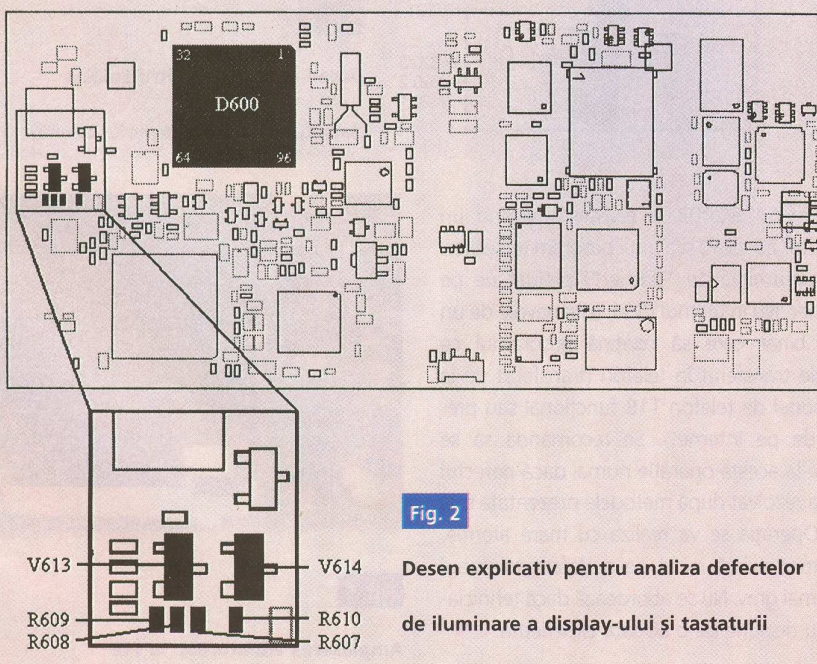 32 1
D600
64 96
V613 V614
R609 R610
R608 R607
Fig. 2
Desen explicativ pentru analiza defectelor
de iluminare a display-ului și tastaturii